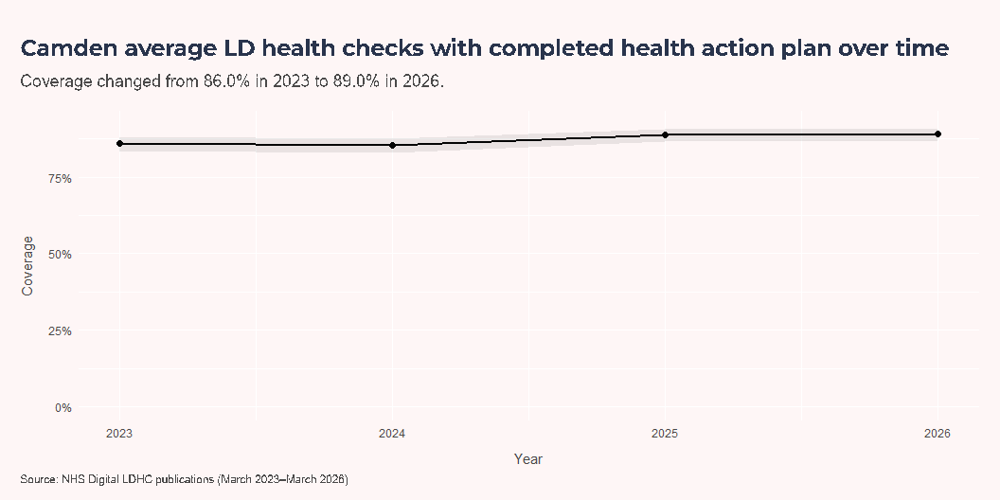 Camden average LD health checks with completed health action plan over time
Coverage changed from 86.0% in 2023 to 89.0% in 2026.
75%
50%
25%
0%
Coverage
2023
2024
2025
2026
Year
Source: NHS Digital LDHC publications (March 2023–March 2026)